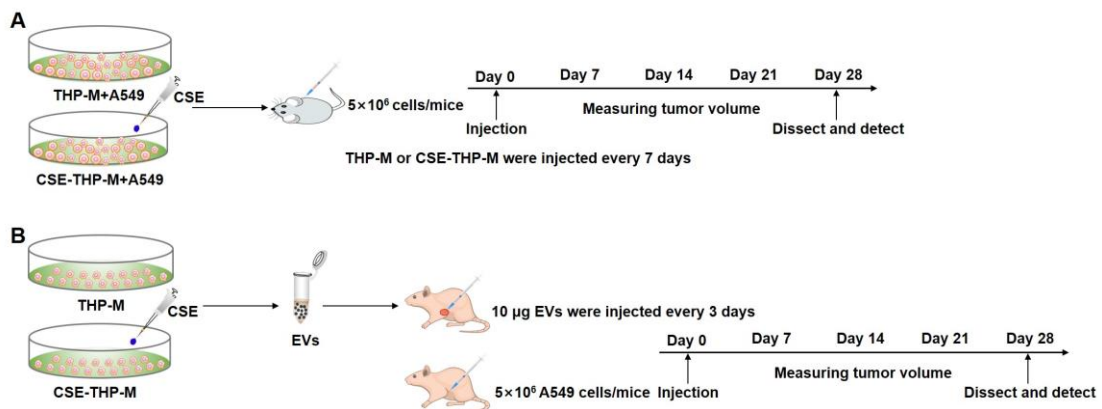 A
THP-M+A549
CSE
CSE-THP-M+A549
5×10⁶ cells/mice
Day 0 Day 7 Day 14 Day 21 Day 28
Measuring tumor volume
Injection
Dissect and detect
THP-M or CSE-THP-M were injected every 7 days
B
THP-M
CSE
CSE-THP-M
EVs
10 μg EVs were injected every 3 days
5×10⁶ A549 cells/mice
Day 0 Day 7 Day 14 Day 21 Day 28
Measuring tumor volume
Injection
Dissect and detect